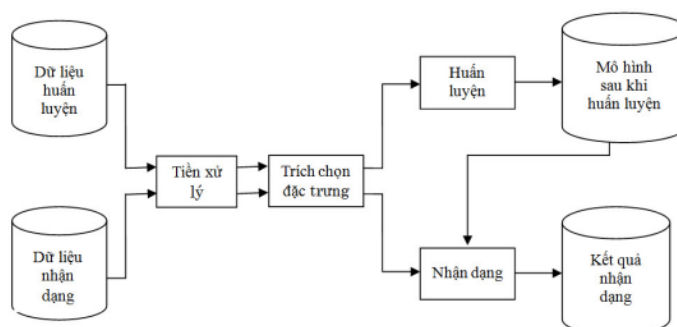 Dữ liệu
huấn
luyện
Dữ liệu
nhận
dạng
Tiền xử
lý
Trích chọn
đặc trưng
Huấn
luyện
Mô hình
sau khi
huấn luyện
Nhận dạng
Kết quả
nhận
dạng